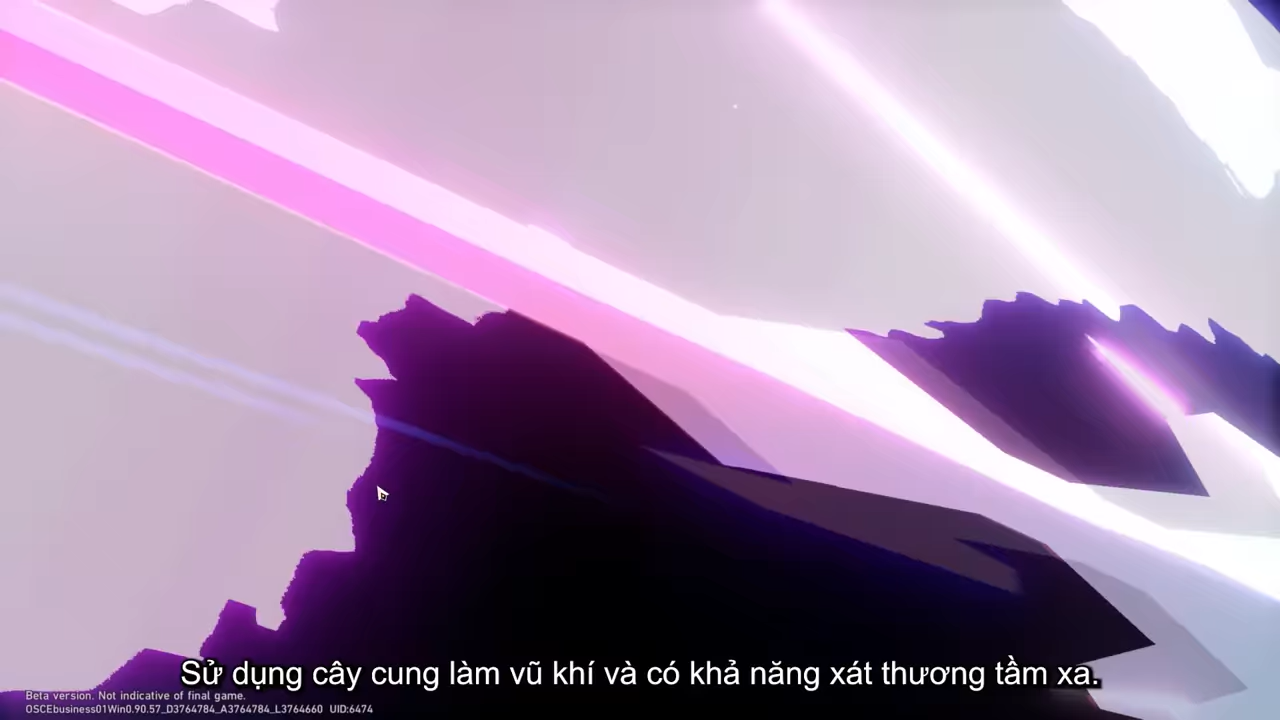 Sử dụng cây cung làm vũ khí và có khả năng xát thương tầm xa.
Beta version. Not indicative of final game.
OSCEbusiness01Win0.90.57_D3764784_A3764784_L3764660 UID:6474